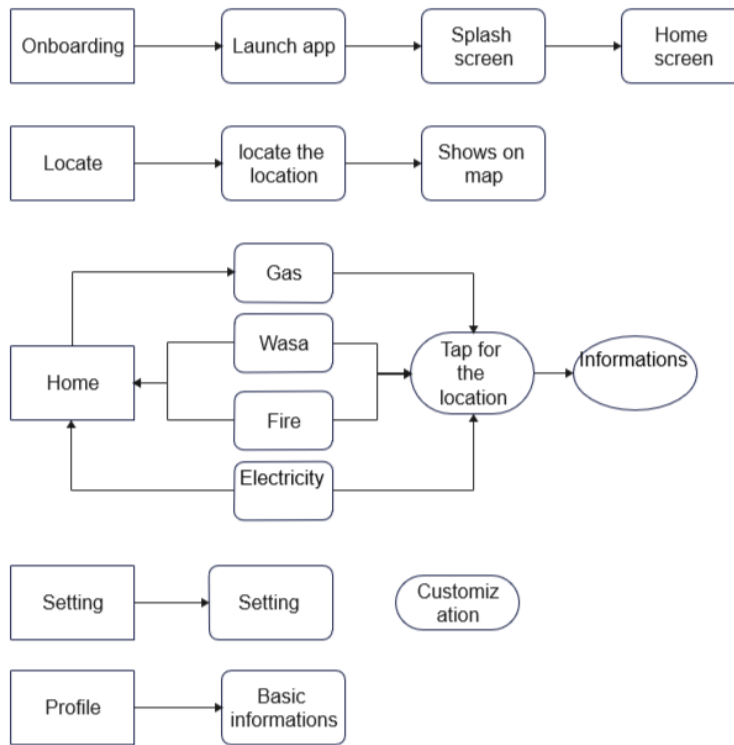 Onboarding
Launch app
Splash
screen
Home
screen
Locate
locate the
location
Shows on
map
Gas
Wasa
Home
Fire
Electricity
Tap for
the
location
Informations
Setting
Setting
Customiz
ation
Profile
Basic
informations